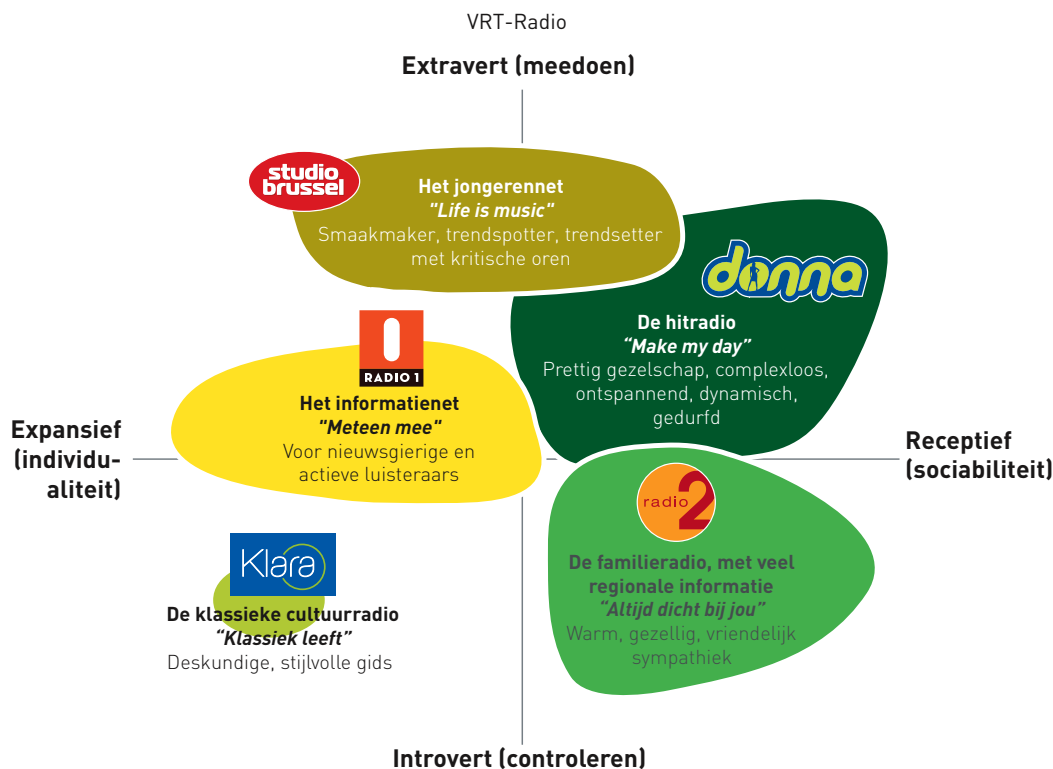 VRT-Radio
Extravert (meedoen)
studio
brussel
Het jongerennet
"Life is music"
Smaakmaker, trendspotter, trendsetter
met kritische oren
donna
De hitradio
“Make my day”
Prettig gezelschap, complexloos,
ontspannend, dynamisch,
gedurfd
RADIO 1
Het informatienet
"Meteen mee"
Voor nieuwsgierige en
actieve luisteraars
Expansief
(individu-
aliteit)
Receptief
(sociabiliteit)
radio 2
De familieradio, met veel
regionale informatie
“Altijd dicht bij jou”
Warm, gezellig, vriendelijk
sympathiek
Klara
De klassieke cultuurradio
“Klassiek leeft”
Deskundige, stijlvolle gids
Introvert (controleren)